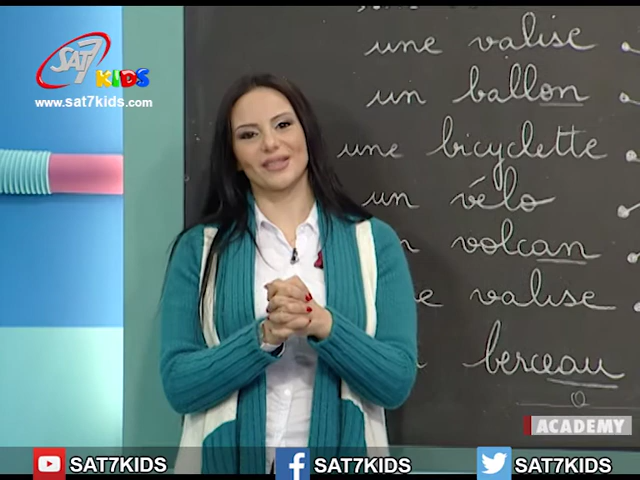 SAT7 KIDS
www.sat7kids.com
une valise
un ballon
une bicyclette
un vélo
n volcan
ne valise
berceau
ACADEMY
SAT7KIDS
SAT7KIDS
SAT7KIDS